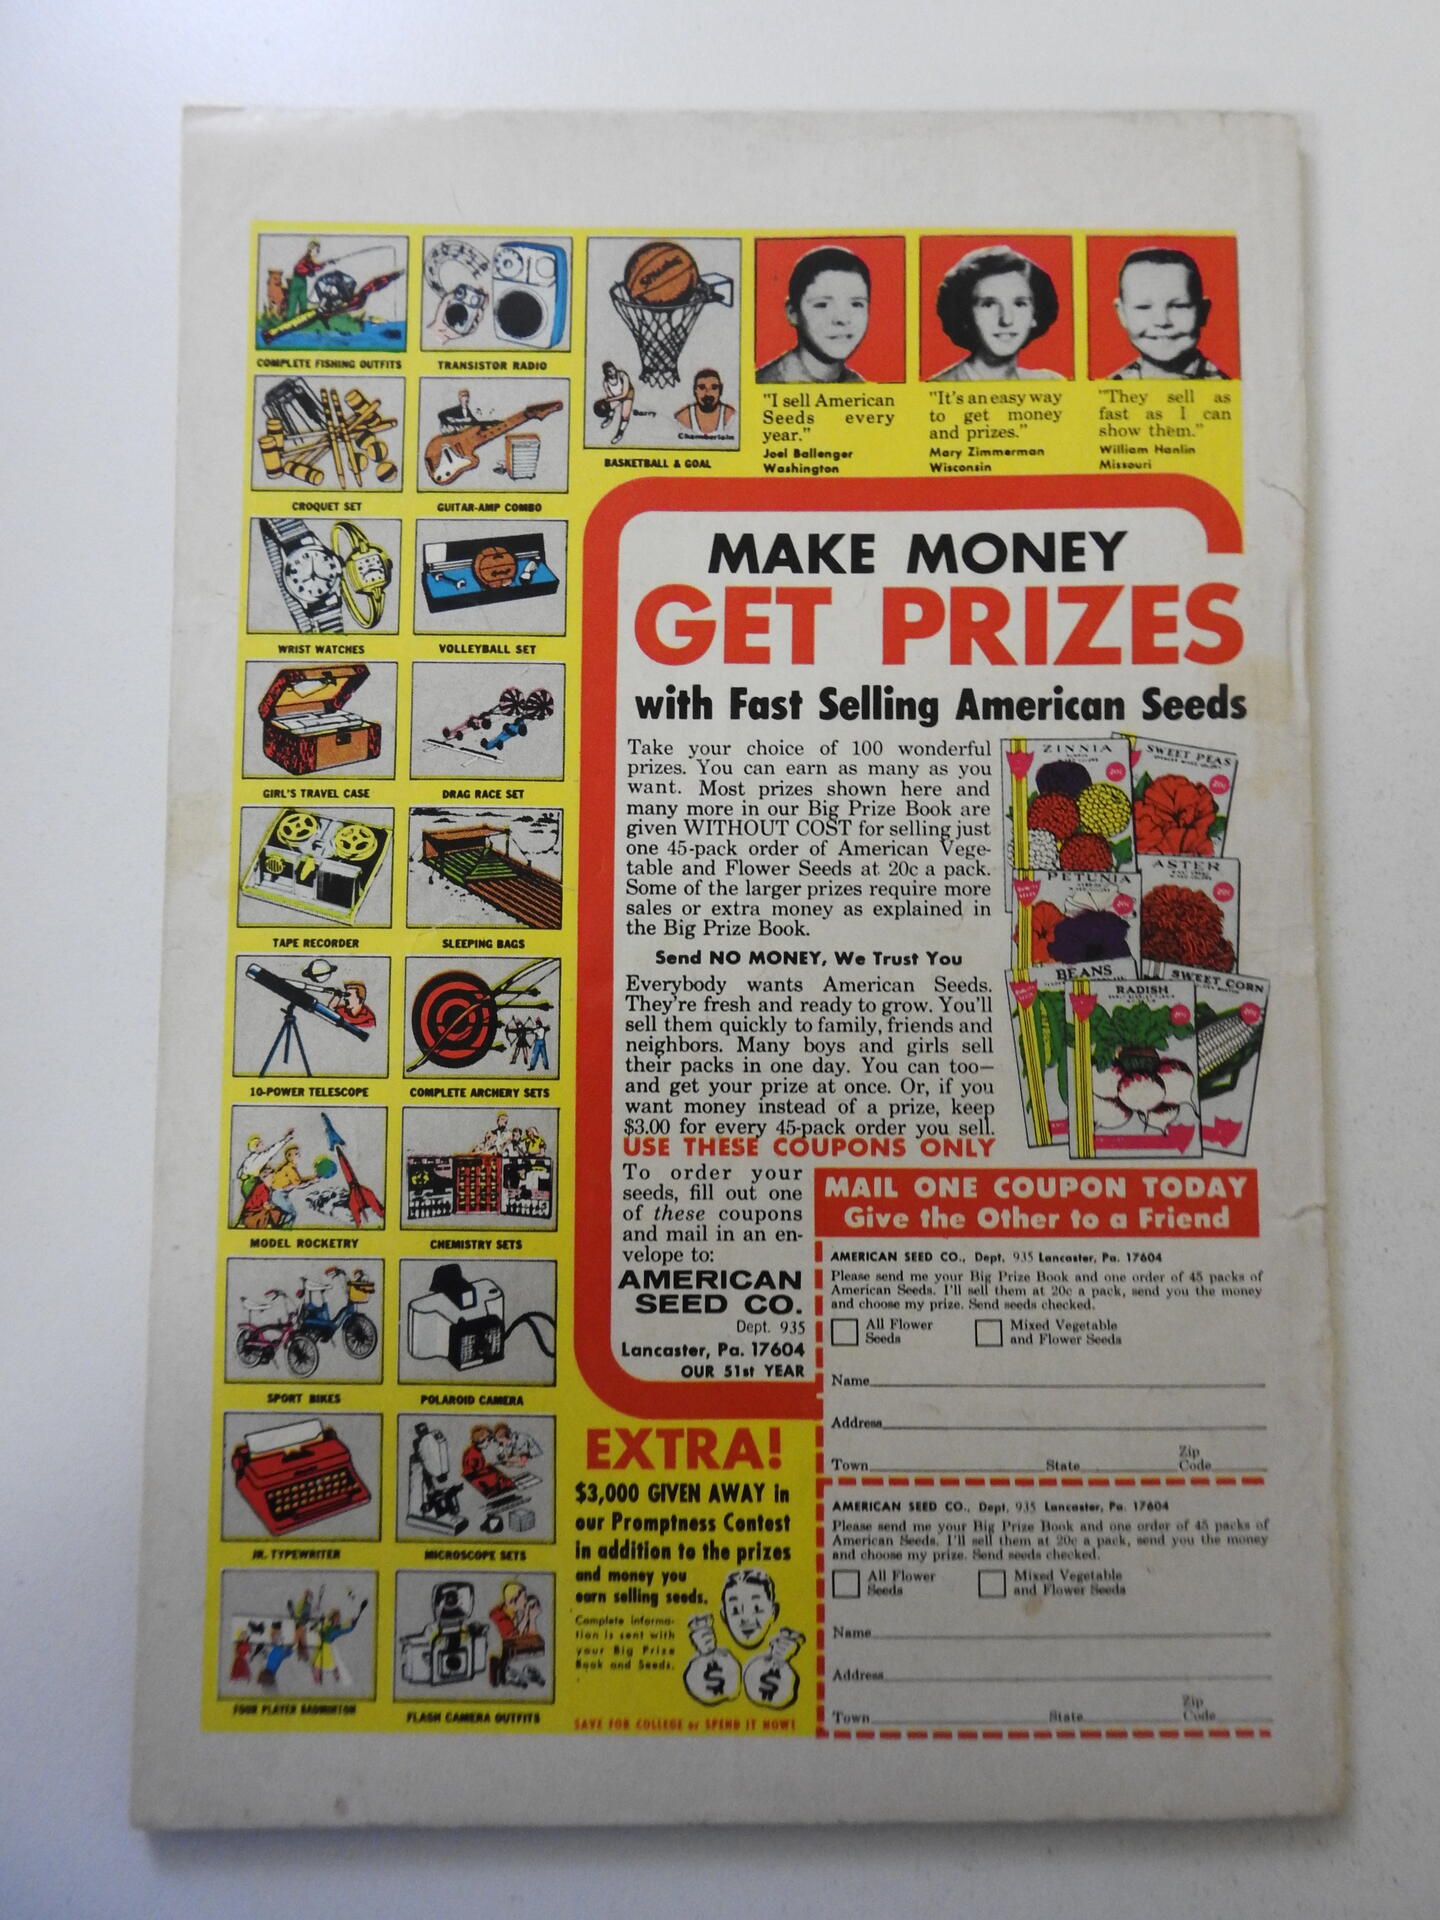 COMPLETE FISHING OUTFITS
TRANSISTOR RADIO
CROQUET SET
GUITAR-AMP COMBO
WRIST WATCHES
VOLLEYBALL SET
GIRL'S TRAVEL CASE
DRAG RACE SET
TAPE RECORDER
SLEEPING BAGS
10-POWER TELESCOPE
COMPLETE ARCHERY SETS
MODEL ROCKETRY
CHEMISTRY SETS
SPORT BIKES
POLAROID CAMERA
JR. TYPEWRITER
MICROSCOPE SETS
FOUR PLAYER BADMINTON
FLASH CAMERA OUTFITS
Spalding
Barry
Chamberlain
BASKETBALL & GOAL
"I sell American
Seeds every
year."
Joel Ballenger
Washington
"It's an easy way
to get money
and prizes."
Mary Zimmerman
Wisconsin
"They sell as
fast as I can
show them."
William Hanlin
Missouri
MAKE MONEY
GET PRIZES
with Fast Selling American Seeds
Take your choice of 100 wonderful
prizes. You can earn as many as you
want. Most prizes shown here and
many more in our Big Prize Book are
given WITHOUT COST for selling just
one 45-pack order of American Vege-
table and Flower Seeds at 20c a pack.
Some of the larger prizes require more
sales or extra money as explained in
the Big Prize Book.
Send NO MONEY, We Trust You
Everybody wants American Seeds.
They're fresh and ready to grow. You'll
sell them quickly to family, friends and
neighbors. Many boys and girls sell
their packs in one day. You can too—
and get your prize at once. Or, if you
want money instead of a prize, keep
$3.00 for every 45-pack order you sell.
ZINNIA
20c
SWEET PEAS
20c
PETUNIA
20c
ASTER
20c
BEANS
RADISH
20c
SWEET CORN
20c
USE THESE COUPONS ONLY
To order your
seeds, fill out one
of these coupons
and mail in an en-
velope to:
AMERICAN
SEED CO.
Dept. 935
Lancaster, Pa. 17604
OUR 51st YEAR
MAIL ONE COUPON TODAY
Give the Other to a Friend
AMERICAN SEED CO., Dept. 935 Lancaster, Pa. 17604
Please send me your Big Prize Book and one order of 45 packs of
American Seeds. I'll sell them at 20c a pack, send you the money
and choose my prize. Send seeds checked.
All Flower
Seeds
Mixed Vegetable
and Flower Seeds
Name
Address
Town State Zip
Code
AMERICAN SEED CO., Dept. 935 Lancaster, Pa. 17604
Please send me your Big Prize Book and one order of 45 packs of
American Seeds. I'll sell them at 20c a pack, send you the money
and choose my prize. Send seeds checked.
All Flower
Seeds
Mixed Vegetable
and Flower Seeds
Name
Address
Town State Zip
Code
EXTRA!
$3,000 GIVEN AWAY in
our Promptness Contest
in addition to the prizes
and money you
earn selling seeds.
Complete informa-
tion is sent with
your Big Prize
Book and Seeds.
$ $
SAVE FOR COLLEGE or SPEND IT NOW!